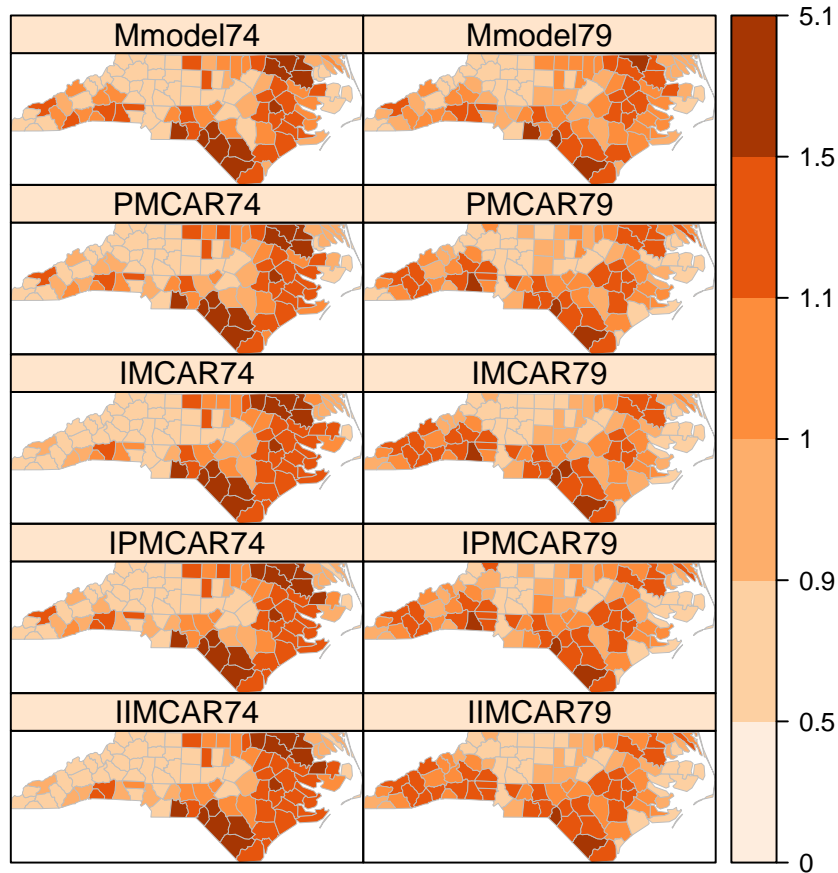 Mmodel74 Mmodel79
PMCAR74 PMCAR79
IMCAR74 IMCAR79
IPMCAR74 IPMCAR79
IIMCAR74 IIMCAR79
5.1
1.5
1.1
1
0.9
0.5
0